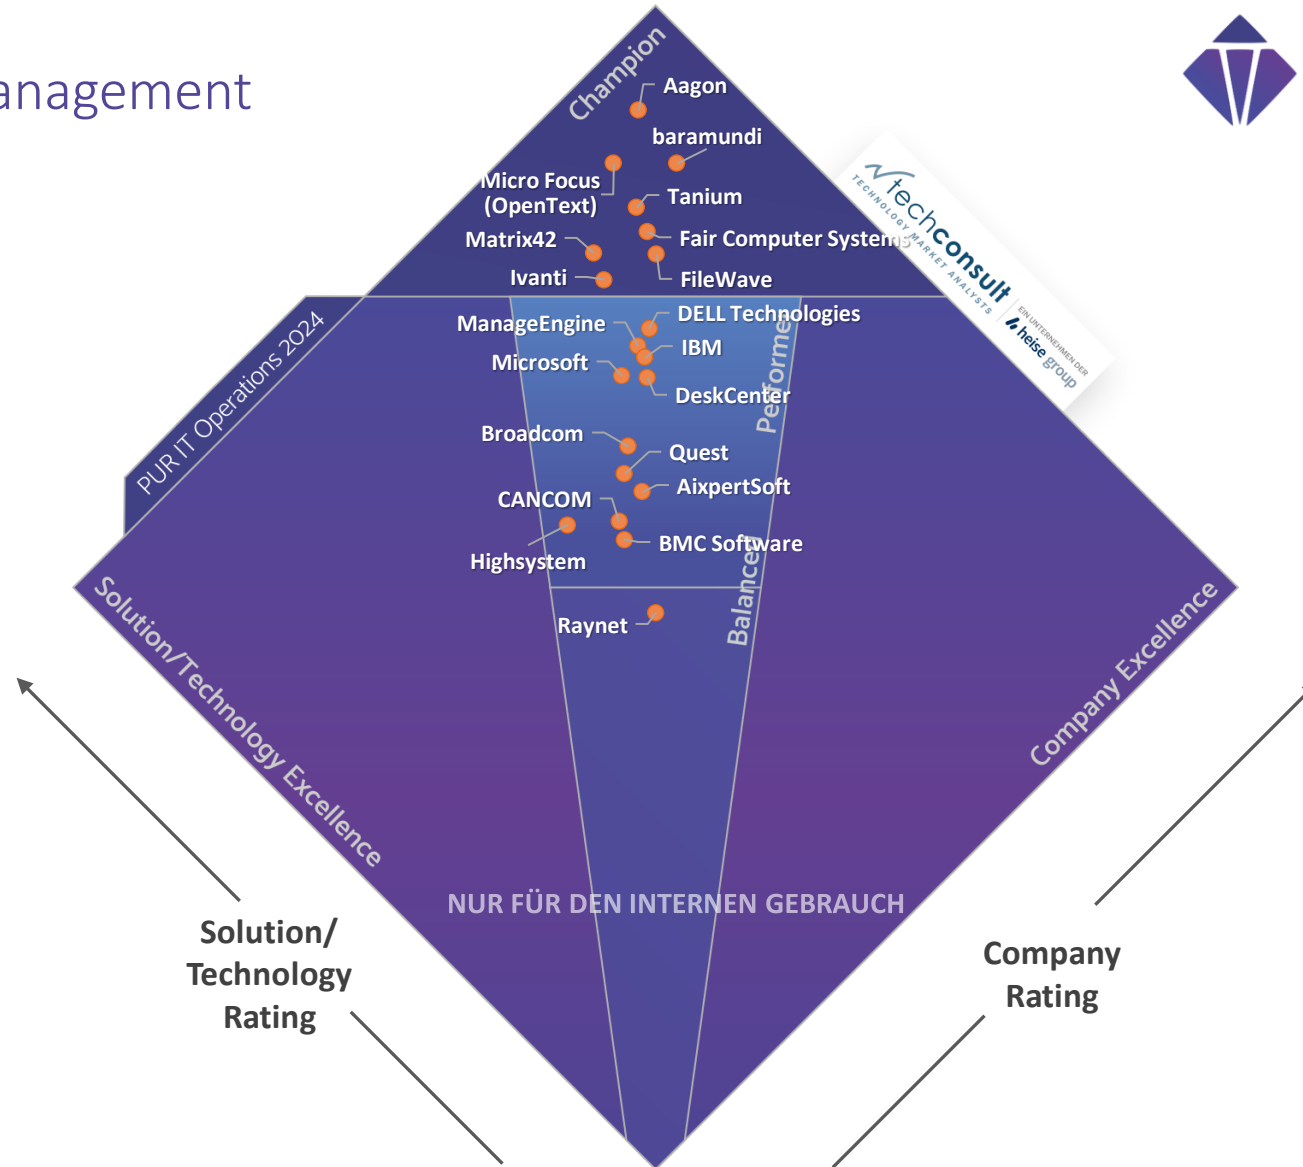 anagement
Champion
Aagon
baramundi
Micro Focus
(OpenText)
Tanium
Matrix42
Fair Computer Systems
Ivanti
FileWave
techconsult
TECHNOLOGY MARKET ANALYSTS
EIN UNTERNEHMEN DER
heise group
PUR IT Operations 2024
DELL Technologies
ManageEngine
IBM
Microsoft
DeskCenter
Performer
Broadcom
Quest
AixpertSoft
CANCOM
BMC Software
Highsystem
Balanced
Raynet
Solution/Technology Excellence
Company Excellence
NUR FÜR DEN INTERNEN GEBRAUCH
Solution/
Technology
Rating
Company
Rating